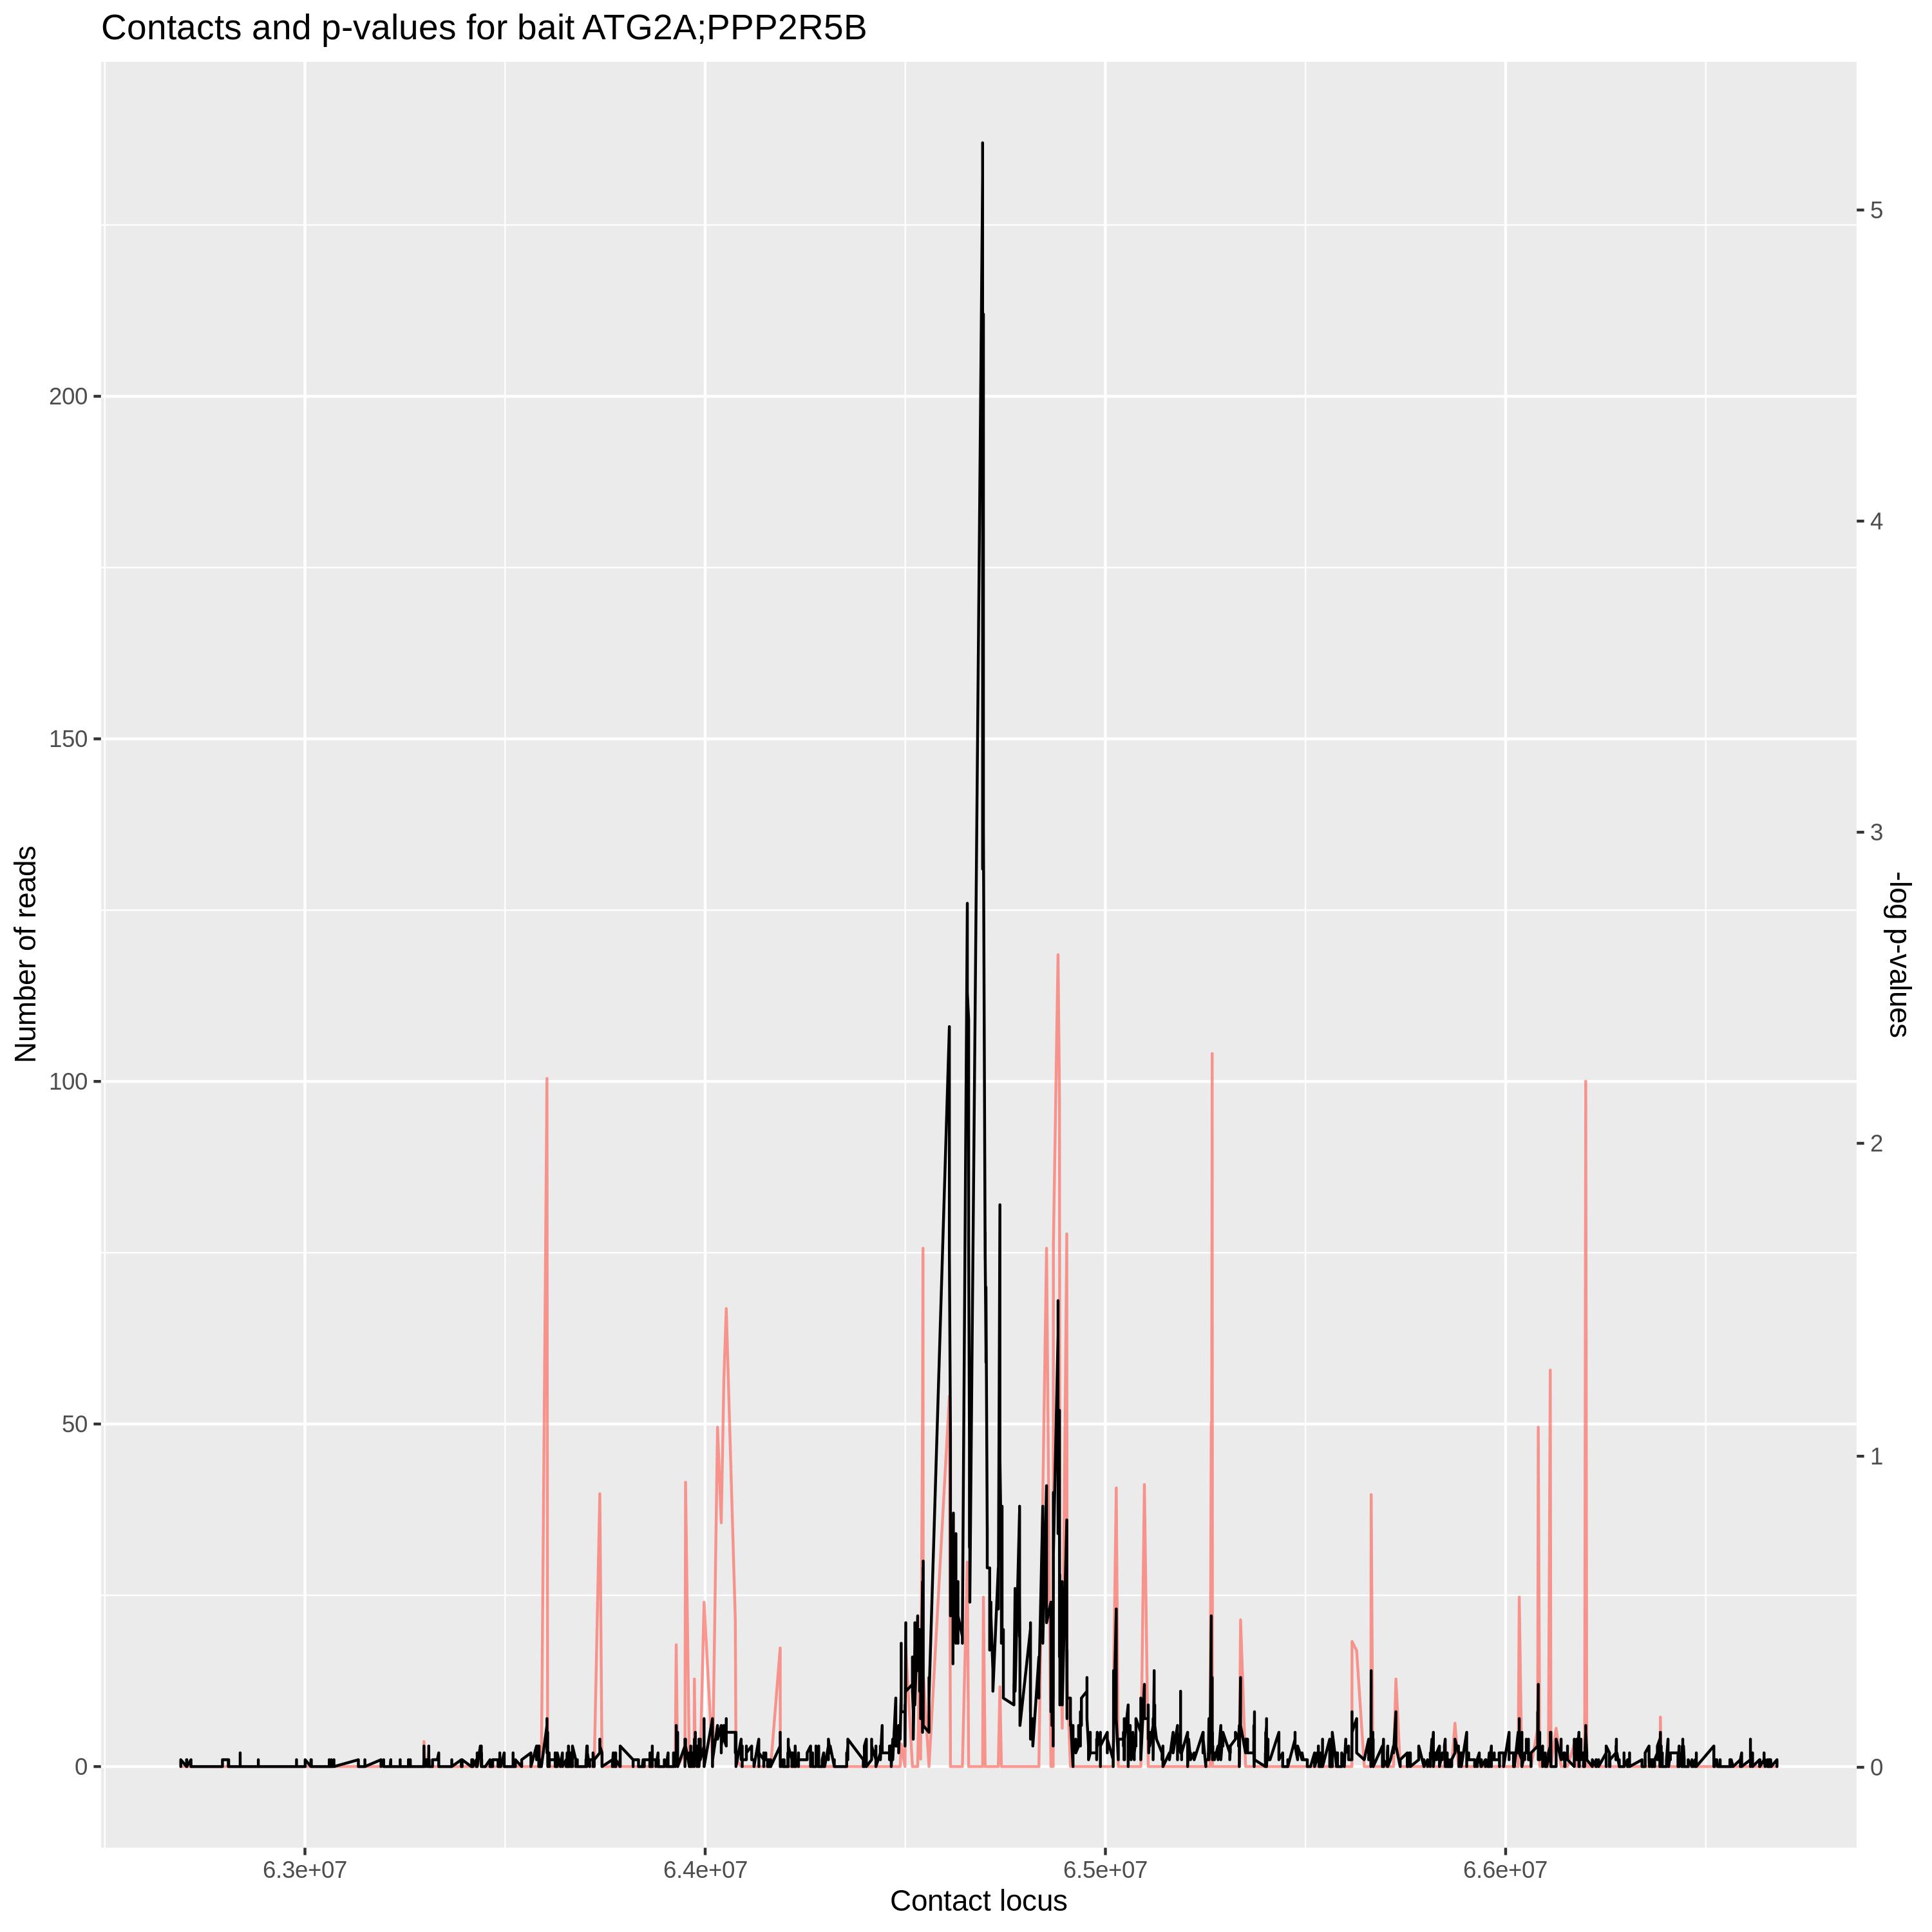 Contacts and p-values for bait ATG2A;PPP2R5B
Number of reads
200
150
100
50
0
5
4
3
2
1
0
-log p-values
6.3e+07
6.4e+07
6.5e+07
6.6e+07
Contact locus